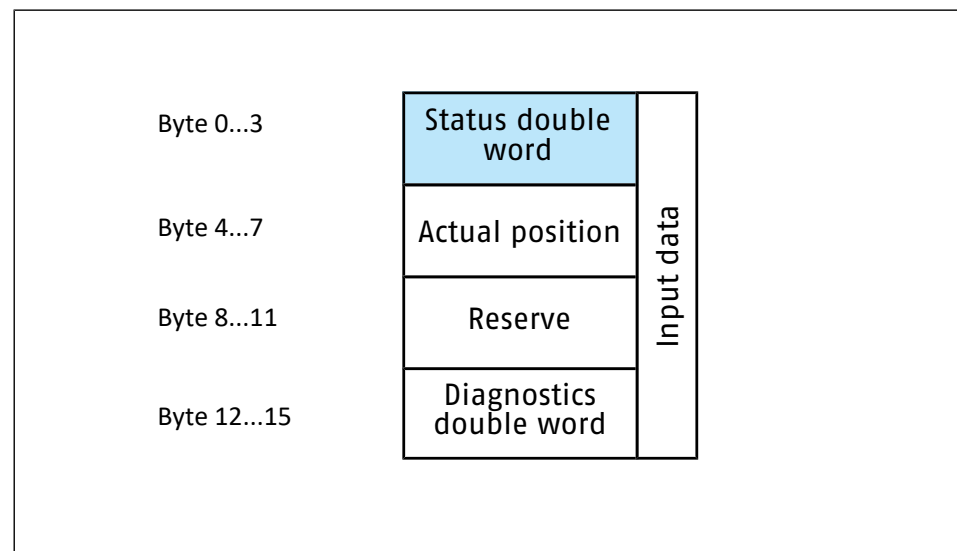 Byte 0...3
Status double
word
Byte 4...7
Actual position
Byte 8...11
Reserve
Byte 12...15
Diagnostics
double word
Input data